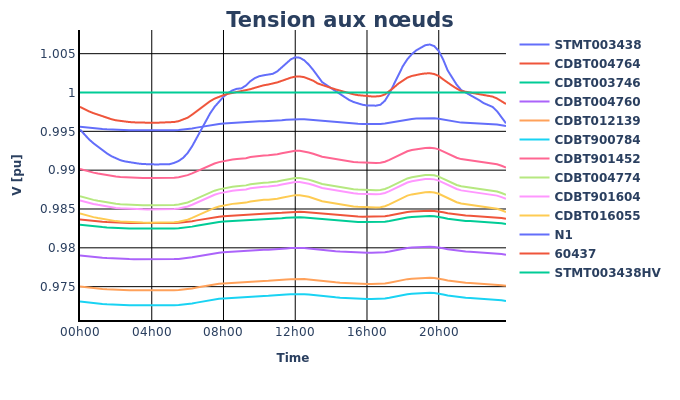 Tension aux nœuds
V [pu]
1.005
1
0.995
0.99
0.985
0.98
0.975
00h00 04h00 08h00 12h00 16h00 20h00
Time
STMT003438
CDBT004764
CDBT003746
CDBT004760
CDBT012139
CDBT900784
CDBT901452
CDBT004774
CDBT901604
CDBT016055
N1
60437
STMT003438HV